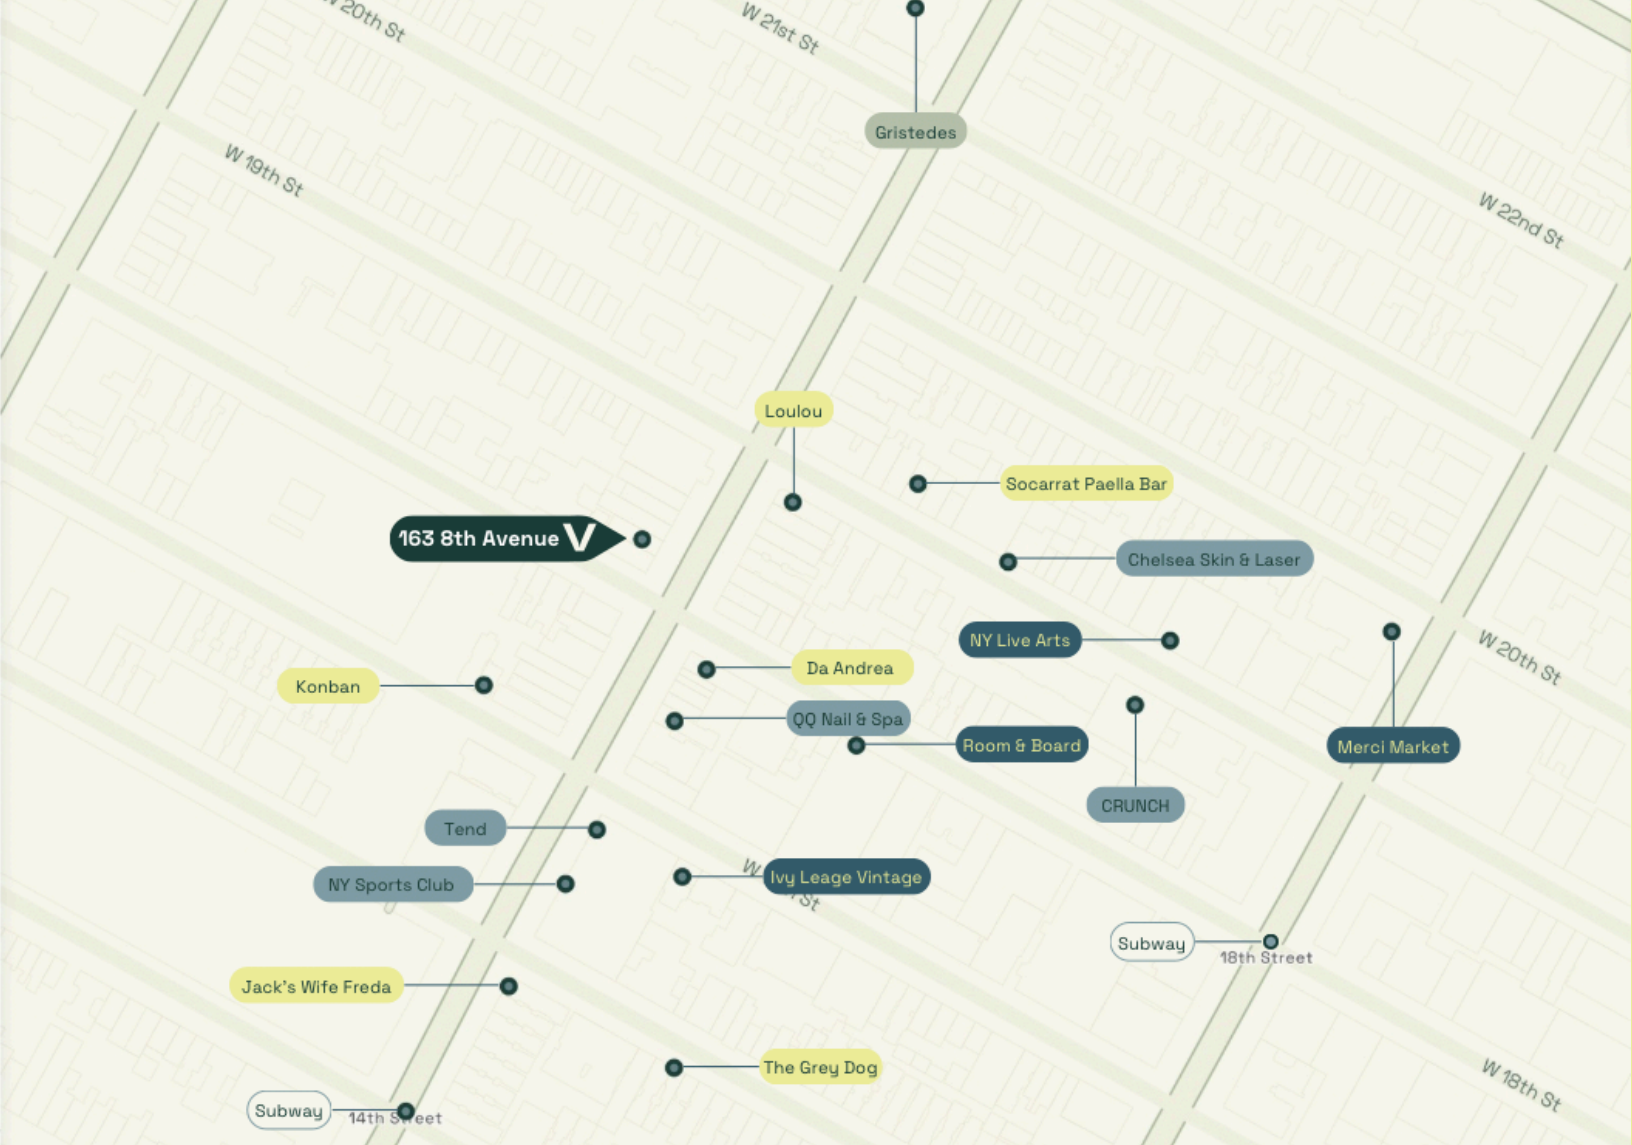 W 20th St
W 21st St
Gristedes
W 19th St
W 22nd St
Loulou
Socarrat Paella Bar
163 8th Avenue V
Chelsea Skin & Laser
NY Live Arts
W 20th St
Da Andrea
Konban
QQ Nail & Spa
Room & Board
Merci Market
CRUNCH
Tend
W St
Ivy Leage Vintage
NY Sports Club
Subway
18th Street
Jack's Wife Freda
The Grey Dog
W 18th St
Subway
14th Street